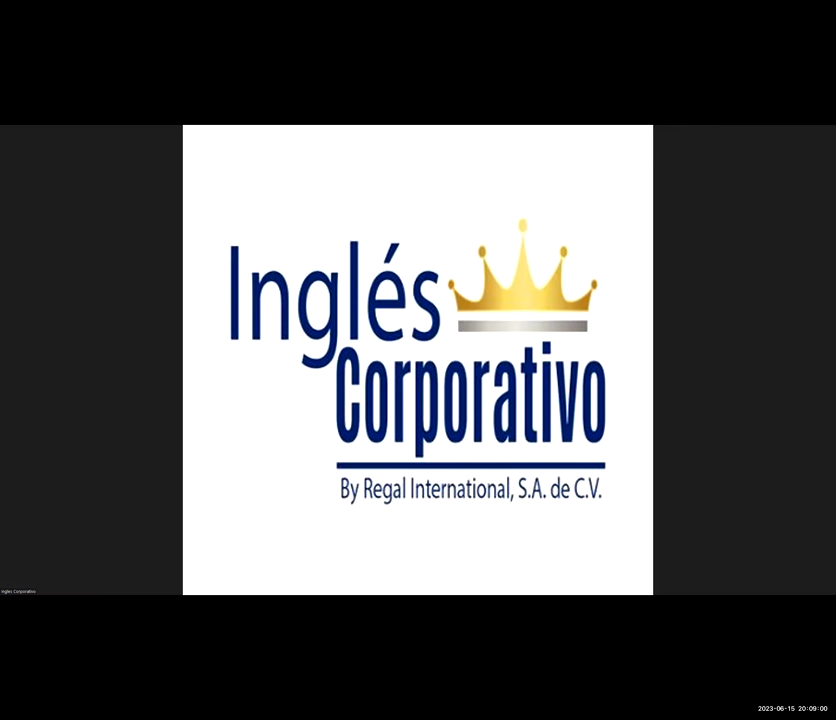 Inglés
Corporativo
By Regal International, S.A. de C.V.
Ingles Corporativo
2023-06-15 20:09:00